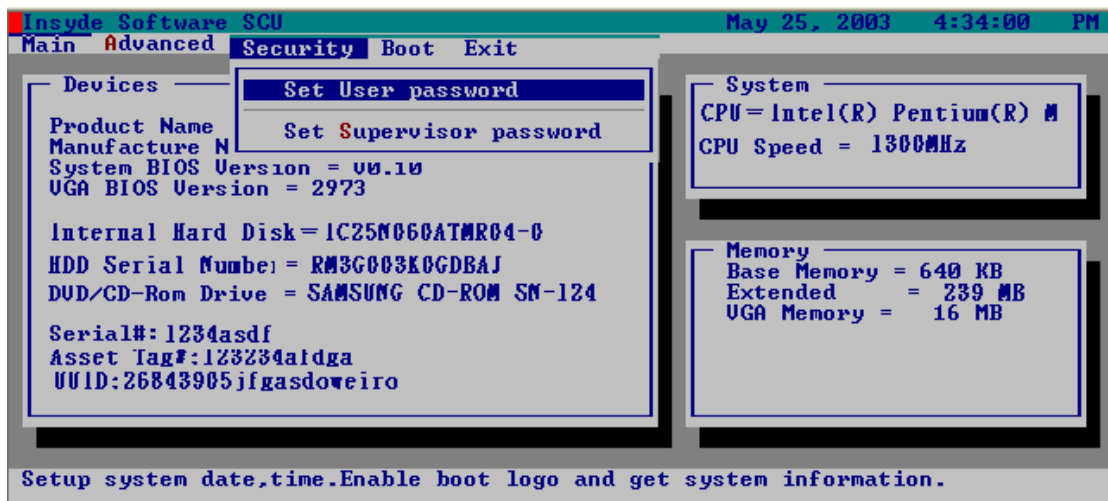 Insyde Software SCU May 25, 2003 4:34:00 PM
Main Advanced Security Boot Exit
Set User password
Set Supervisor password
Devices
Product Name
Manufacture N
System BIOS Version = V0.10
VGA BIOS Version = 2973
Internal Hard Disk=IC25N060ATMR04-0
HDD Serial Number = RM3G003K0GDBAJ
DVD/CD-Rom Drive = SAMSUNG CD-ROM SN-124
Serial#:1234asdf
Asset Tag#:123234afdga
UUID:26843905jfgasdoweiro
System
CPU=Intel(R) Pentium(R) M
CPU Speed = 1300MHz
Memory
Base Memory = 640 KB
Extended = 239 MB
VGA Memory = 16 MB
Setup system date,time.Enable boot logo and get system information.